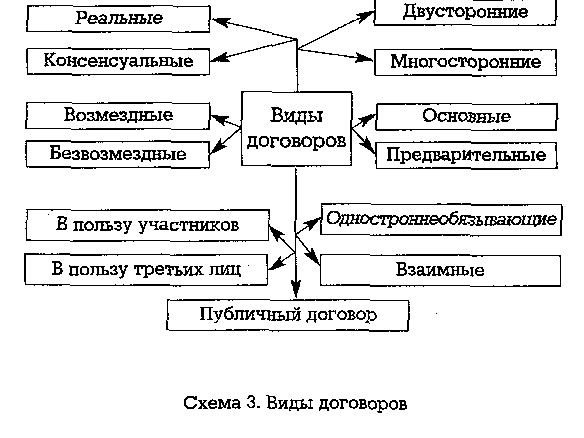 Реальные
Двусторонние
Консенсуальные
Многосторонние
Возмездные
Безвозмездные
Виды
договоров
Основные
Предварительные
В пользу участников
В пользу третьих лиц
Одностроннеобязывающие
Взаимные
Публичный договор
Схема 3. Виды договоров